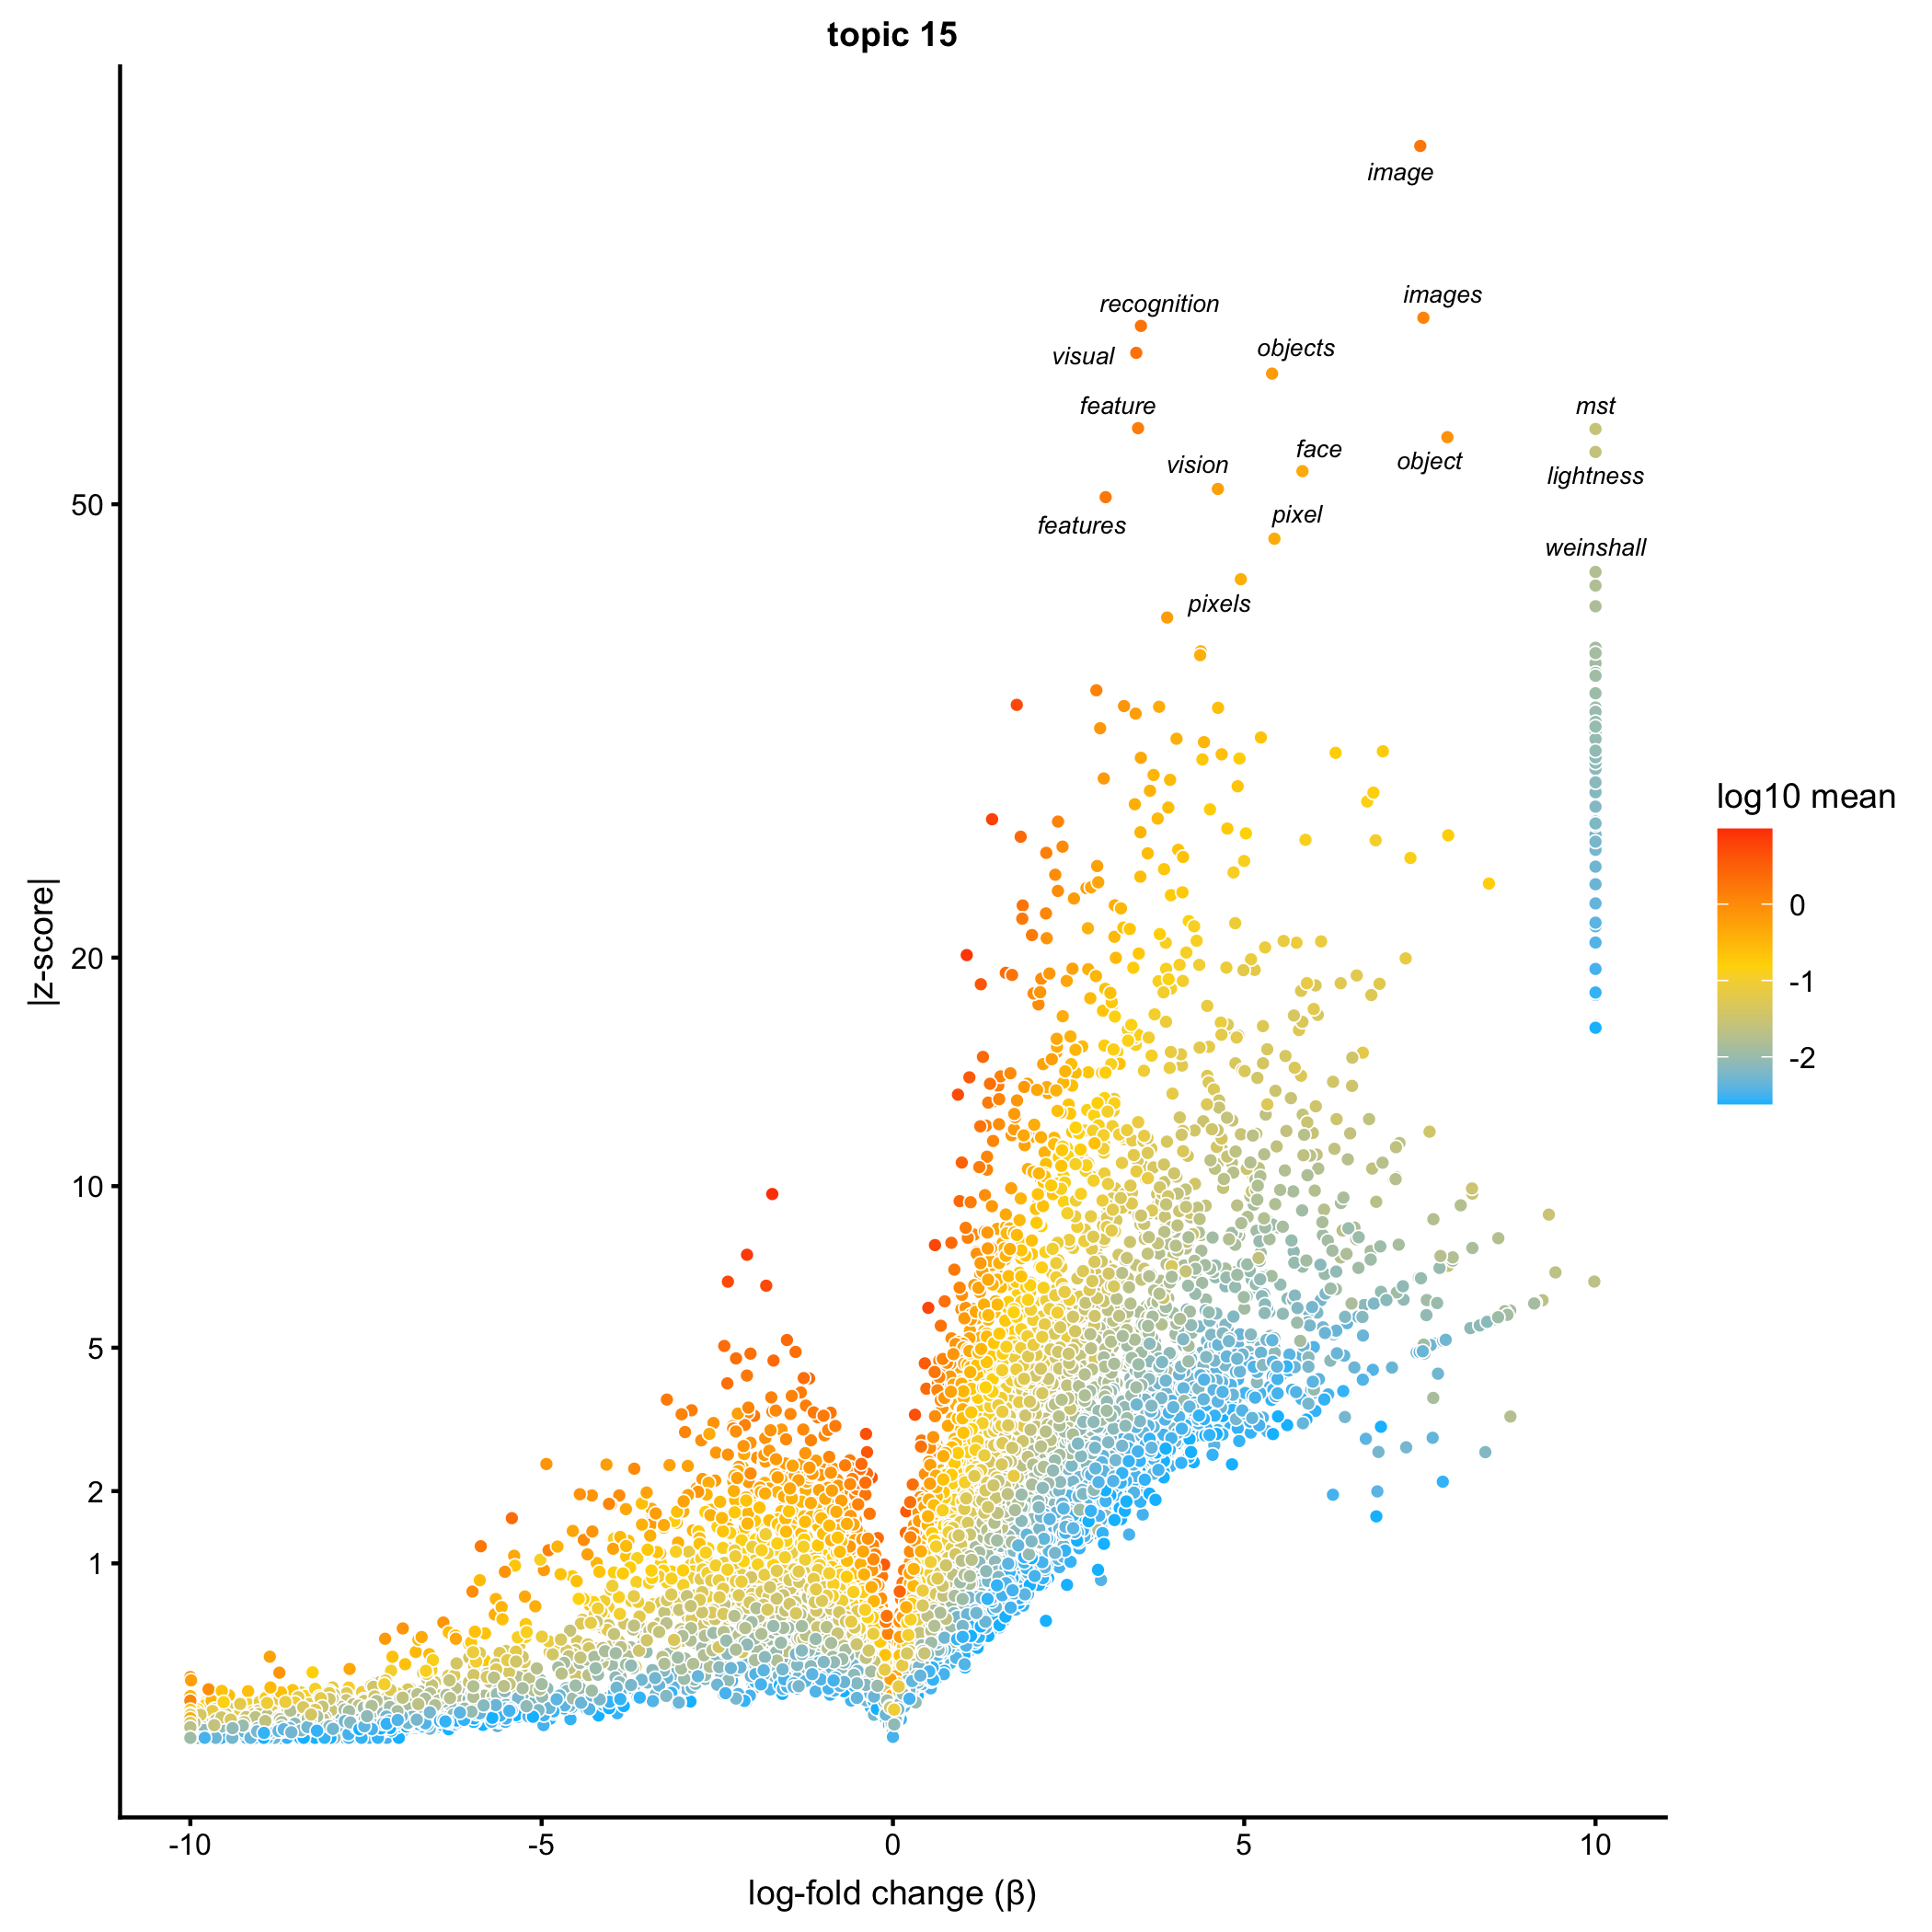 topic 15
image
images
recognition
objects
visual
feature
mst
face
object
vision
lightness
features
pixel
weinshall
pixels
|z-score|
50
20
10
5
2
1
-10
-5
0
5
10
log-fold change (β)
log10 mean
0
-1
-2